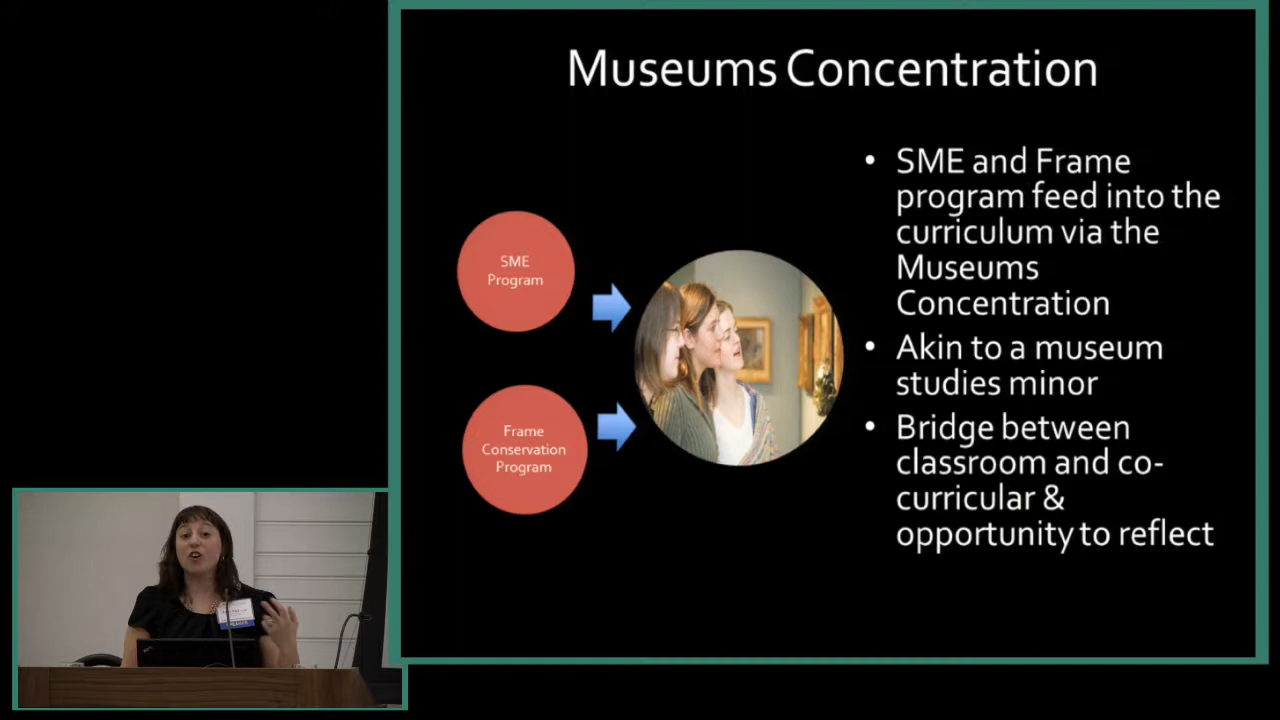 Museums Concentration
SME
Program
Frame
Conservation
Program
• SME and Frame
program feed into the
curriculum via the
Museums
Concentration
• Akin to a museum
studies minor
• Bridge between
classroom and co-
curricular &
opportunity to reflect